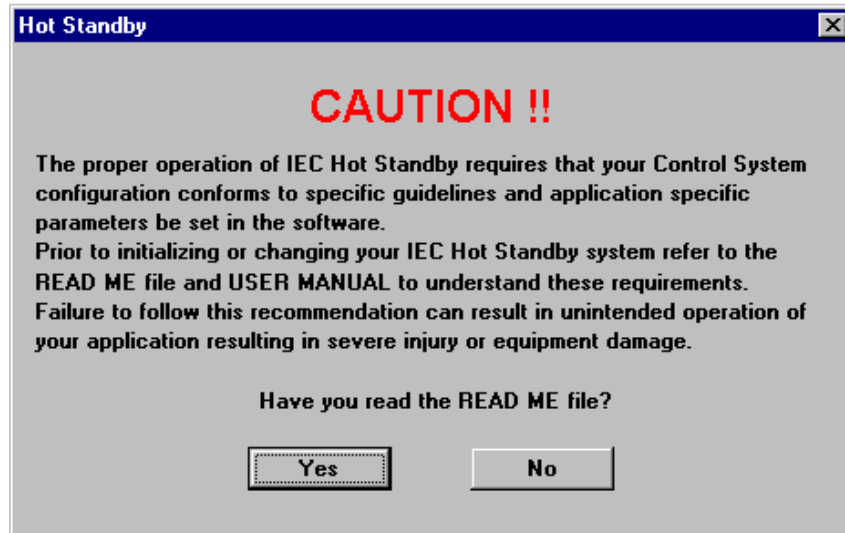 Hot Standby
CAUTION !!
The proper operation of IEC Hot Standby requires that your Control System
configuration conforms to specific guidelines and application specific
parameters be set in the software.
Prior to initializing or changing your IEC Hot Standby system refer to the
READ ME file and USER MANUAL to understand these requirements.
Failure to follow this recommendation can result in unintended operation of
your application resulting in severe injury or equipment damage.
Have you read the READ ME file?
Yes
No